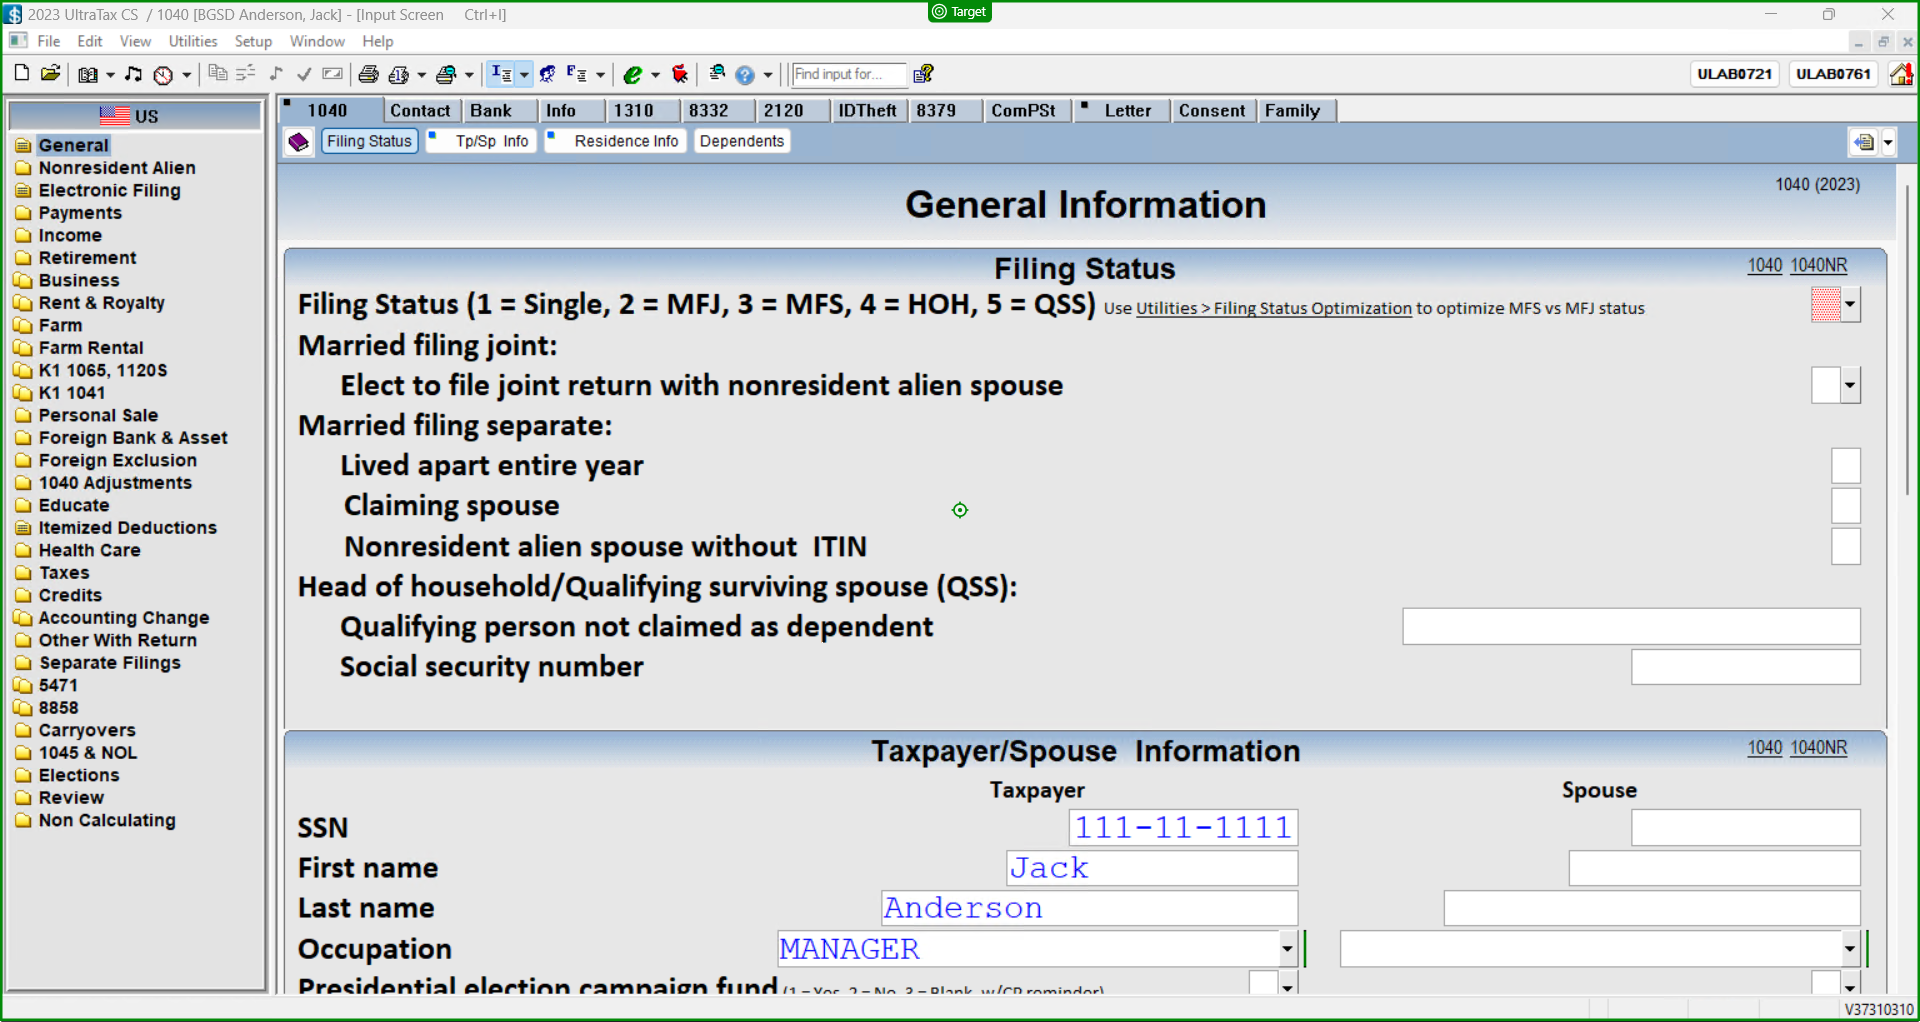 2023 UltraTax CS / 1040 [BGSD Anderson, Jack] - [Input Screen Ctrl+I]
Target
File Edit View Utilities Setup Window Help
Find input for...
ULAB0721 ULAB0761
US
General
Nonresident Alien
Electronic Filing
Payments
Income
Retirement
Business
Rent & Royalty
Farm
Farm Rental
K1 1065, 1120S
K1 1041
Personal Sale
Foreign Bank & Asset
Foreign Exclusion
1040 Adjustments
Educate
Itemized Deductions
Health Care
Taxes
Credits
Accounting Change
Other With Return
Separate Filings
5471
8858
Carryovers
1045 & NOL
Elections
Review
Non Calculating
1040 Contact Bank Info 1310 8332 2120 IDTheft 8379 ComPSt Letter Consent Family
Filing Status Tp/Sp Info Residence Info Dependents
1040 (2023)
General Information
Filing Status 1040 1040NR
Filing Status (1 = Single, 2 = MFJ, 3 = MFS, 4 = HOH, 5 = QSS) Use Utilities > Filing Status Optimization to optimize MFS vs MFJ status
Married filing joint:
Elect to file joint return with nonresident alien spouse
Married filing separate:
Lived apart entire year
Claiming spouse
Nonresident alien spouse without ITIN
Head of household/Qualifying surviving spouse (QSS):
Qualifying person not claimed as dependent
Social security number
Taxpayer/Spouse Information 1040 1040NR
Taxpayer Spouse
SSN 111-11-1111
First name Jack
Last name Anderson
Occupation MANAGER
Presidential election campaign fund (1 = Yes, 2 = No, 3 = Blank, w/CP reminder)
V37310310